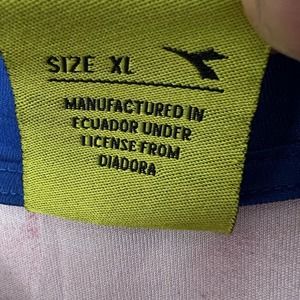 SIZE XL
MANUFACTURED IN
ECUADOR UNDER
LICENSE FROM
DIADORA